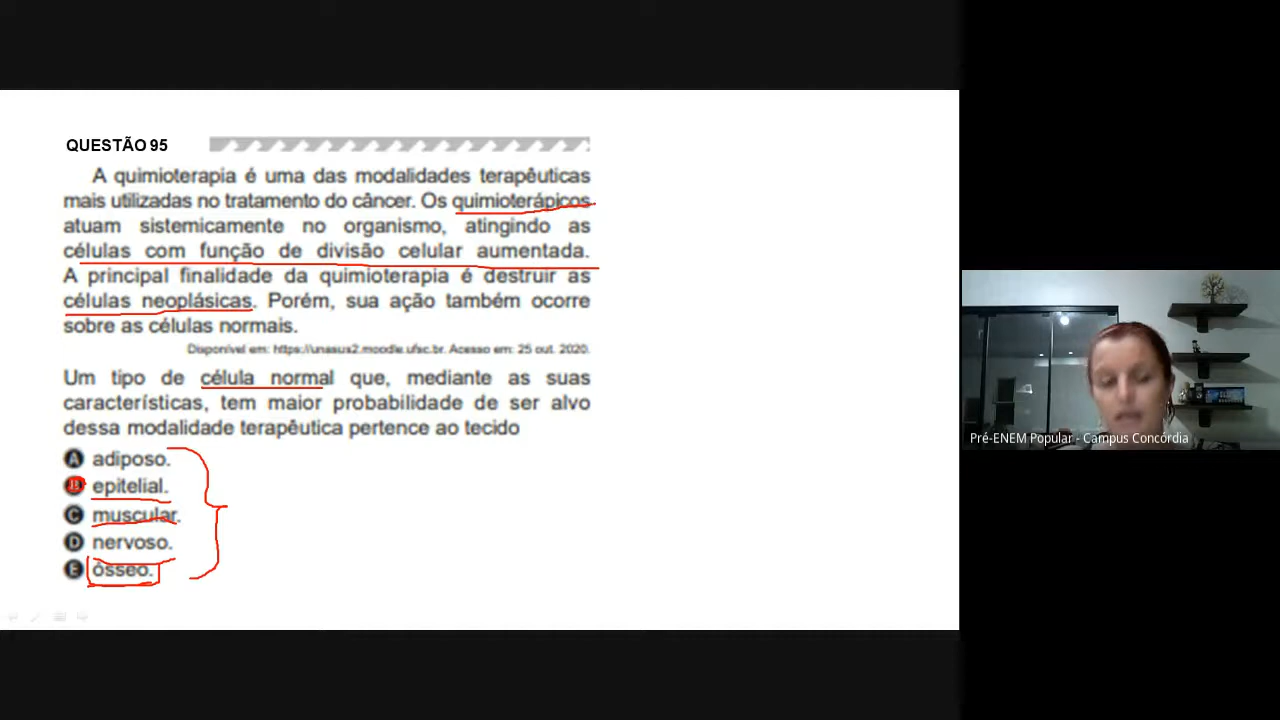 QUESTÃO 95
A quimioterapia é uma das modalidades terapêuticas
mais utilizadas no tratamento do câncer. Os quimioterápicos
atuam sistemicamente no organismo, atingindo as
células com função de divisão celular aumentada.
A principal finalidade da quimioterapia é destruir as
células neoplásicas. Porém, sua ação também ocorre
sobre as células normais.
Disponível em: https://unasus2.moodle.ufsc.br. Acesso em: 25 out. 2020.
Um tipo de célula normal que, mediante as suas
características, tem maior probabilidade de ser alvo
dessa modalidade terapêutica pertence ao tecido
A adiposo.
B epitelial.
C muscular.
D nervoso.
E ósseo.
Pré-ENEM Popular - Campus Concórdia